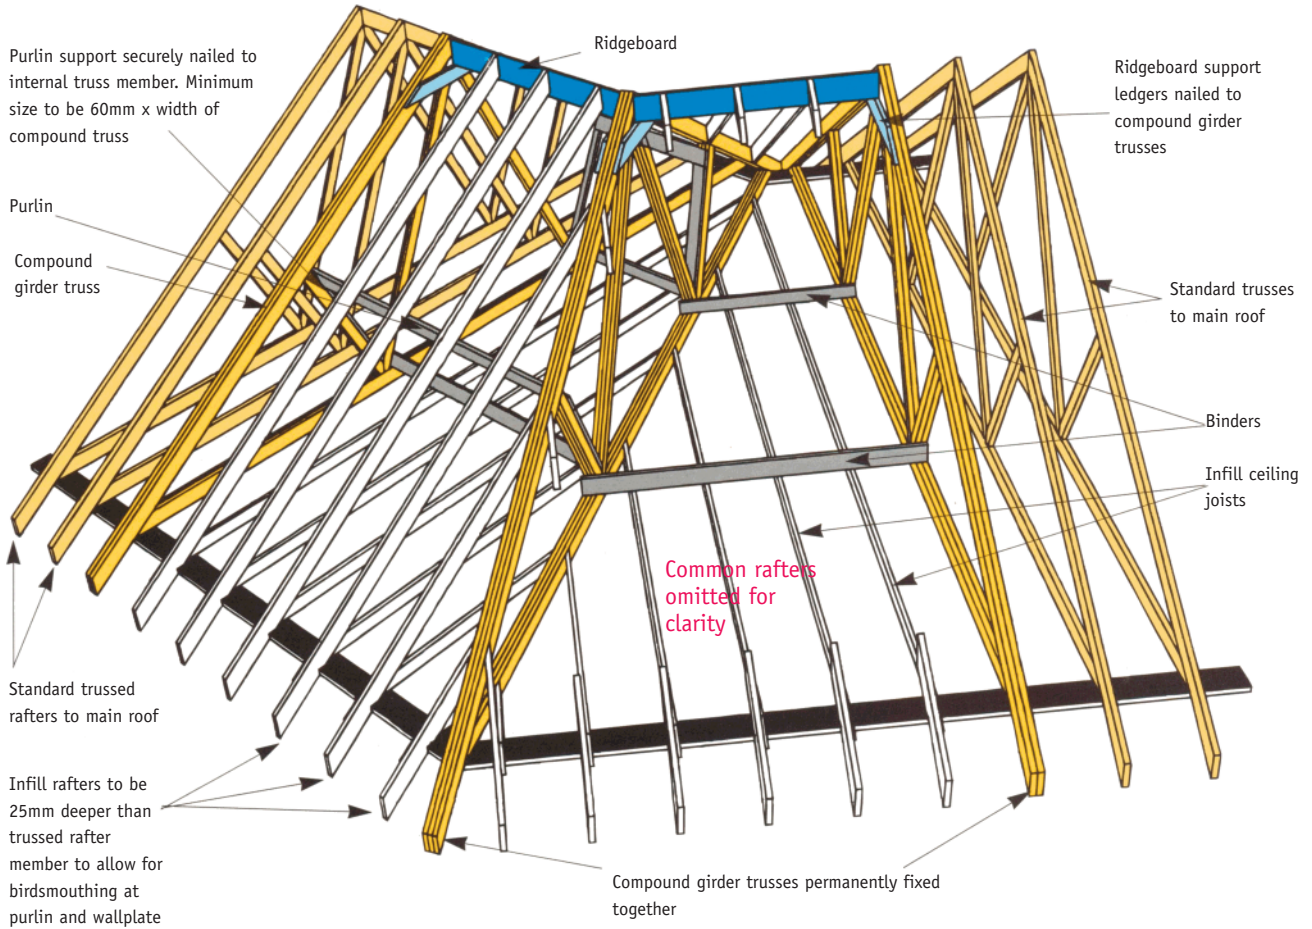 Ridgeboard
Purlin support securely nailed to
internal truss member. Minimum
size to be 60mm x width of
compound truss
Ridgeboard support
ledgers nailed to
compound girder
trusses
Purlin
Compound
girder truss
Standard trusses
to main roof
Binders
Infill ceiling
joists
Common rafters
omitted for
clarity
Standard trussed
rafters to main roof
Infill rafters to be
25mm deeper than
trussed rafter
member to allow for
birdsmouthing at
purlin and wallplate
Compound girder trusses permanently fixed
together